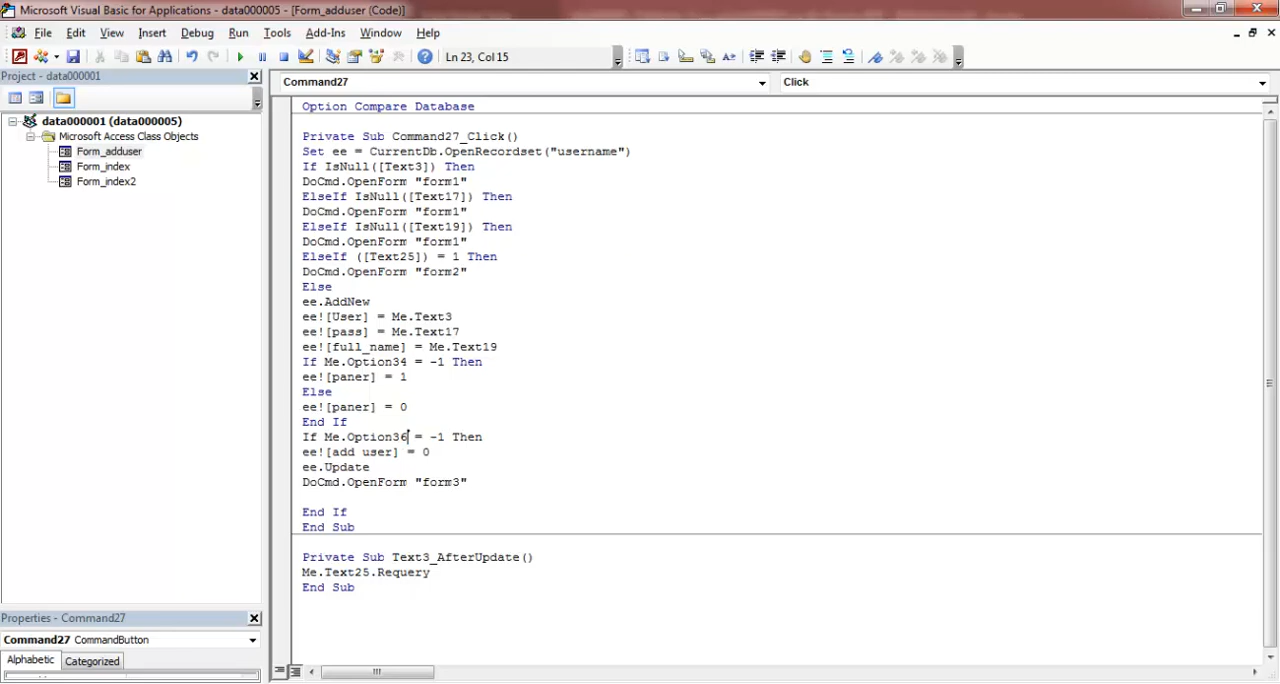 Microsoft Visual Basic for Applications - data000005 - [Form_adduser (Code)]
File Edit View Insert Debug Run Tools Add-Ins Window Help
Ln 23, Col 15
Project - data000001
Command27
Click
data000001 (data000005)
Microsoft Access Class Objects
Form_adduser
Form_index
Form_index2
Option Compare Database
Private Sub Command27_Click()
Set ee = CurrentDb.OpenRecordset("username")
If IsNull([Text3]) Then
DoCmd.OpenForm "form1"
ElseIf IsNull([Text17]) Then
DoCmd.OpenForm "form1"
ElseIf IsNull([Text19]) Then
DoCmd.OpenForm "form1"
ElseIf ([Text25]) = 1 Then
DoCmd.OpenForm "form2"
Else
ee.AddNew
ee![User] = Me.Text3
ee![pass] = Me.Text17
ee![full_name] = Me.Text19
If Me.Option34 = -1 Then
ee![paner] = 1
Else
ee![paner] = 0
End If
If Me.Option36 = -1 Then
ee![add user] = 0
ee.Update
DoCmd.OpenForm "form3"
End If
End Sub
Private Sub Text3_AfterUpdate()
Me.Text25.Requery
End Sub
Properties - Command27
Command27 CommandButton
Alphabetic Categorized